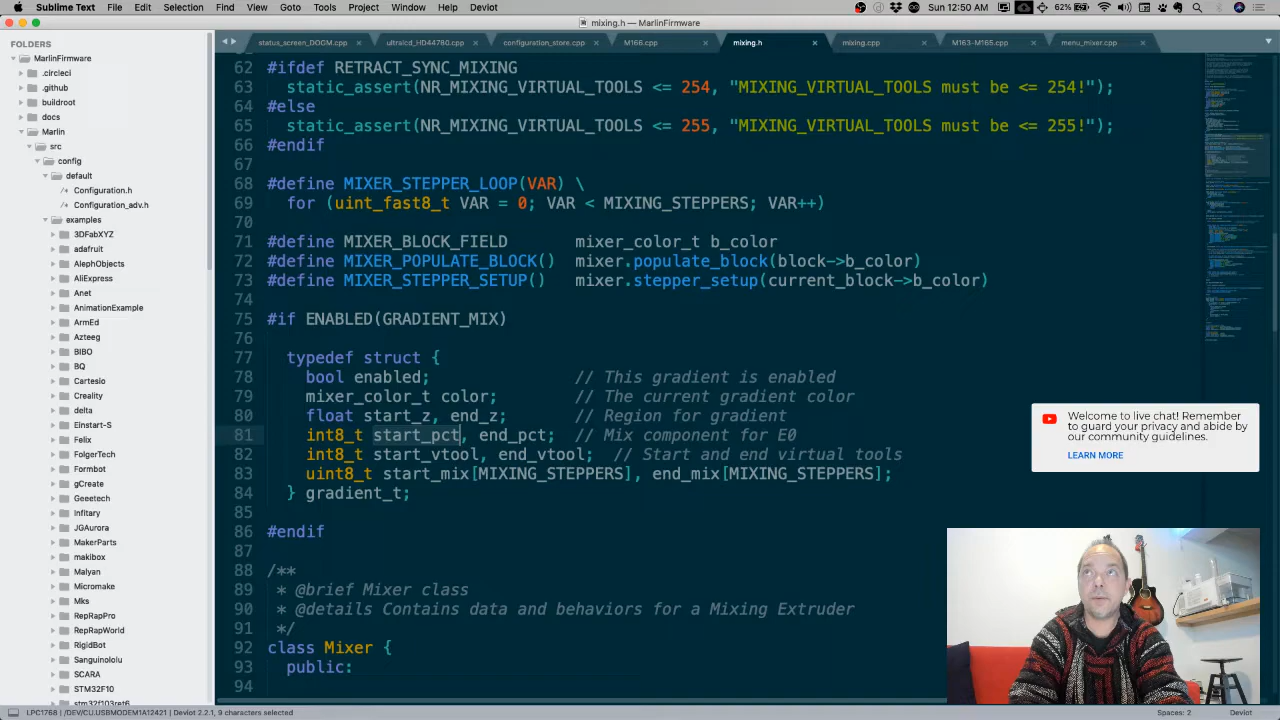 Sublime Text File Edit Selection Find View Goto Tools Project Window Help Deviot
62% Sun 12:50 AM
mixing.h — MarlinFirmware
FOLDERS
MarlinFirmware
.circleci
.github
buildroot
docs
Marlin
src
config
default
Configuration.h
Configuration_adv.h
examples
3DFabXYZ
adafruit
AlephObjects
AliExpress
Anet
AnimationExample
ArmEd
Azteeg
BIBO
BQ
Cartesio
Creality
delta
Einstart-S
Felix
FolgerTech
Formbot
gCreate
Geeetech
Infitary
JGAurora
MakerParts
makibox
Malyan
Micromake
Mks
RepRapPro
RepRapWorld
RigidBot
Sanguinololu
SCARA
STM32F10
stm32f103ret6
status_screen_DOGM.cpp × ultralcd_HD44780.cpp × configuration_store.cpp × M166.cpp × mixing.h × mixing.cpp × M163-M165.cpp × menu_mixer.cpp ×
62 #ifdef RETRACT_SYNC_MIXING
63 static_assert(NR_MIXING_VIRTUAL_TOOLS <= 254, "MIXING_VIRTUAL_TOOLS must be <= 254!");
64 #else
65 static_assert(NR_MIXING_VIRTUAL_TOOLS <= 255, "MIXING_VIRTUAL_TOOLS must be <= 255!");
66 #endif
67
68 #define MIXER_STEPPER_LOOP(VAR) \
69 for (uint_fast8_t VAR = 0 VAR < MIXING_STEPPERS; VAR++)
70
71 #define MIXER_BLOCK_FIELD mixer_color_t b_color
72 #define MIXER_POPULATE_BLO mixer.populate_block(block->b_color)
73 #define MIXER_STEPPER_SETUP() mixer.stepper_setup(current_block->b_color)
74
75 #if ENABLED(GRADIENT_MIX)
76
77 typedef struct {
78 bool enabled; // This gradient is enabled
79 mixer_color_t color; // The current gradient color
80 float start_z, end_z; // Region for gradient
81 int8_t start_pct, end_pct; // Mix component for E0
82 int8_t start_vtool, end_vtool; // Start and end virtual tools
83 uint8_t start_mix[MIXING_STEPPERS], end_mix[MIXING_STEPPERS];
84 } gradient_t;
85
86 #endif
87
88 /**
89 * @brief Mixer class
90 * @details Contains data and behaviors for a Mixing Extruder
91 */
92 class Mixer {
93 public:
94
Welcome to live chat! Remember
to guard your privacy and abide by
our community guidelines.
LEARN MORE
LPC1768 | /DEV/CU.USBMODEM1A12421 | Deviot 2.2.1, 9 characters selected
Spaces: 2 Deviot